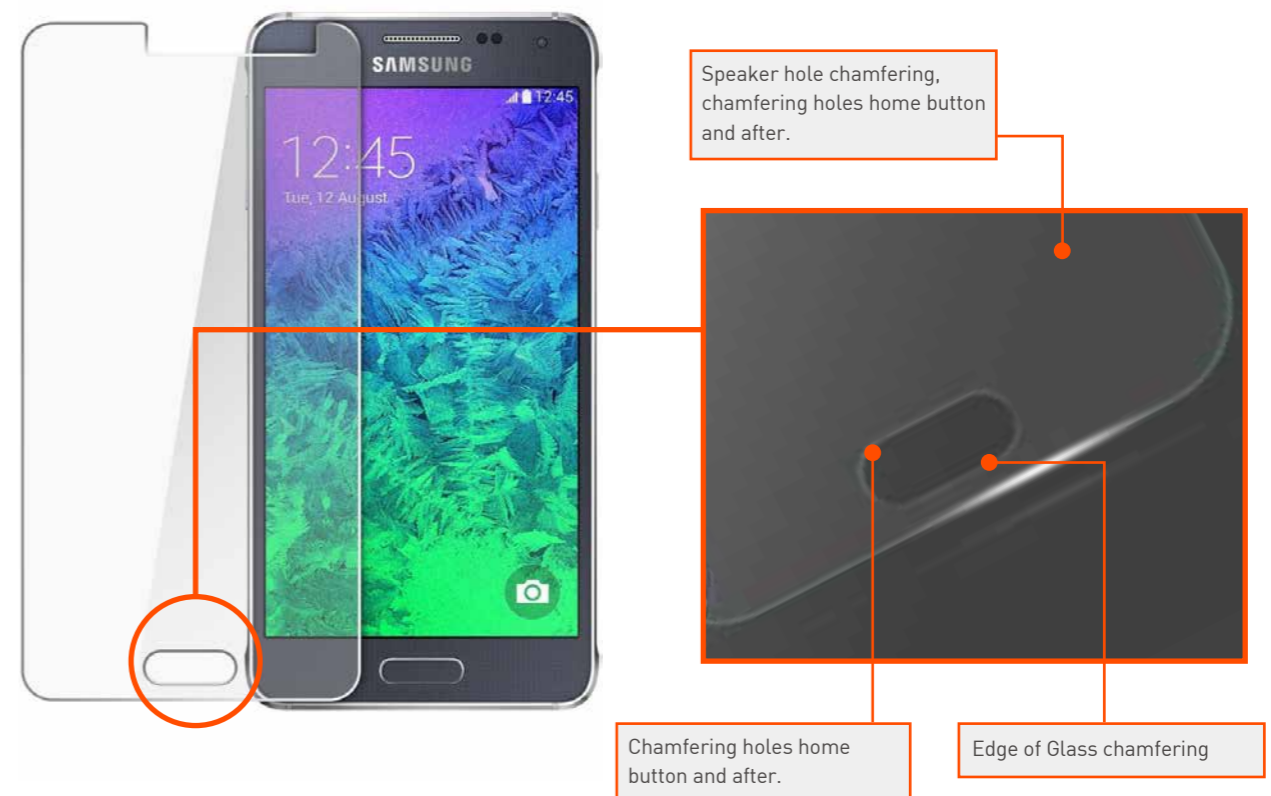 SAMSUNG
12:45
12:45
Tue, 12 August
Speaker hole chamfering,
chamfering holes home button
and after.
Chamfering holes home
button and after.
Edge of Glass chamfering